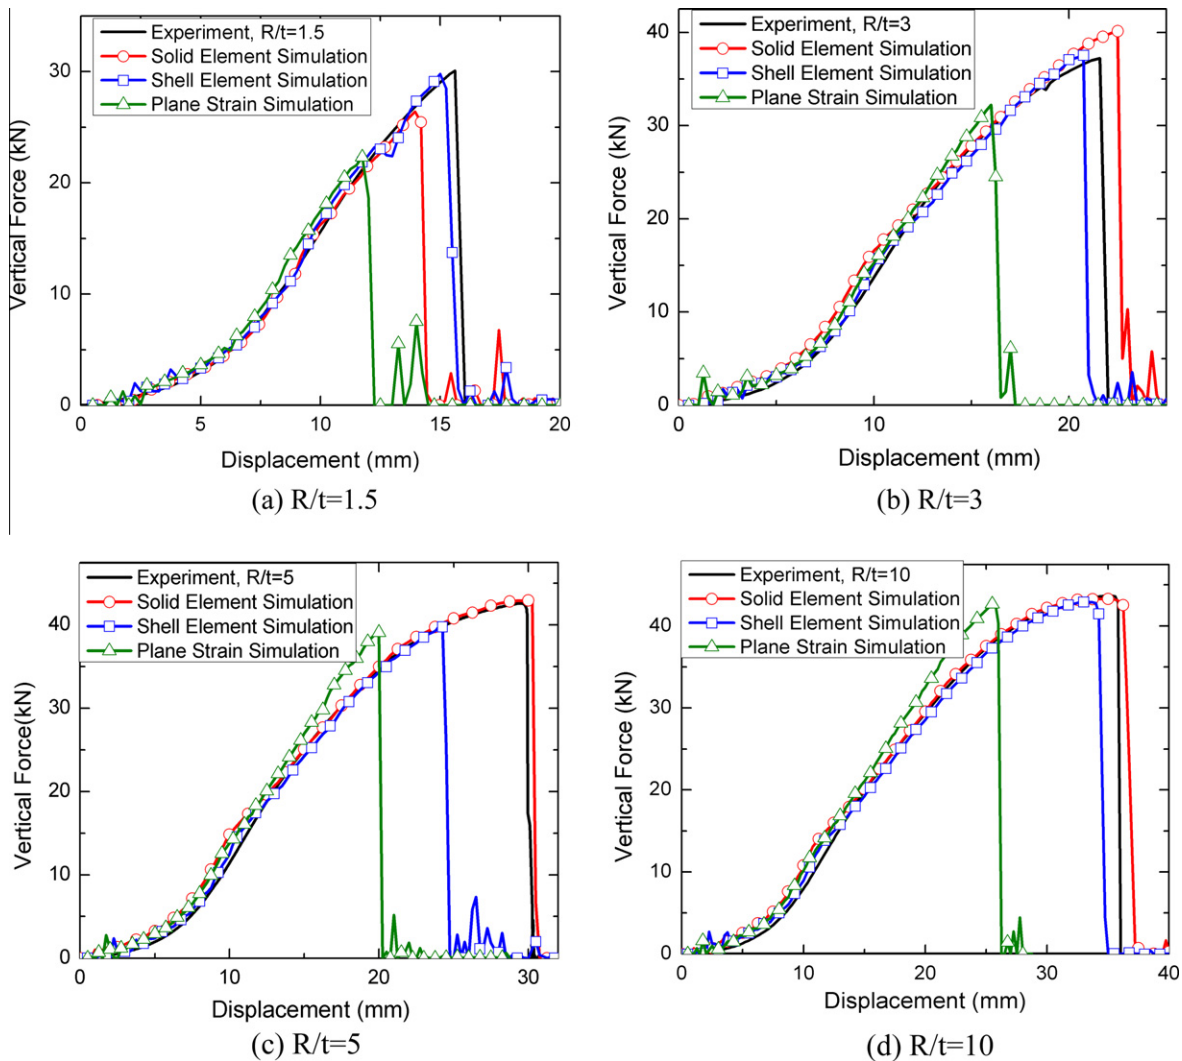 Experiment, R/t=1.5
Solid Element Simulation
Shell Element Simulation
Plane Strain Simulation
Vertical Force (kN)
30
20
10
0
0 5 10 15 20
Displacement (mm)
(a) R/t=1.5
Experiment, R/t=3
Solid Element Simulation
Shell Element Simulation
Plane Strain Simulation
Vertical Force (kN)
40
30
20
10
0
0 10 20
Displacement (mm)
(b) R/t=3
Experiment, R/t=5
Solid Element Simulation
Shell Element Simulation
Plane Strain Simulation
Vertical Force(kN)
40
30
20
10
0
0 10 20 30
Displacement (mm)
(c) R/t=5
Experiment, R/t=10
Solid Element Simulation
Shell Element Simulation
Plane Strain Simulation
Vertical Force (kN)
40
30
20
10
0
0 10 20 30 40
Displacement (mm)
(d) R/t=10